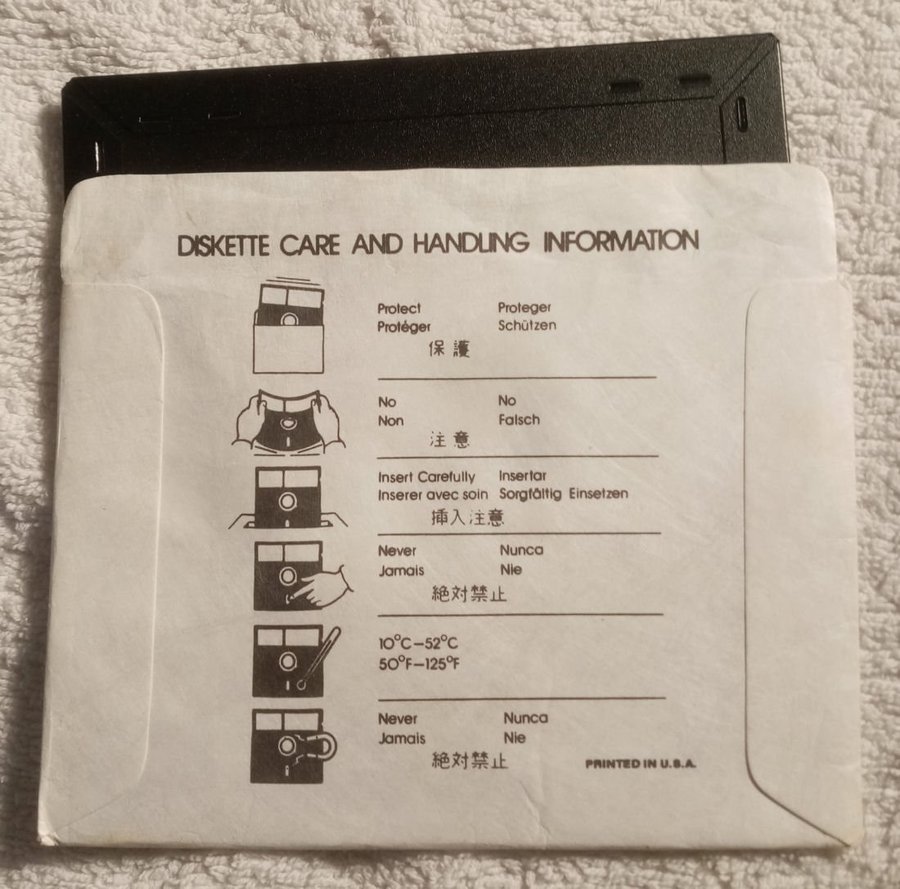 DISKETTE CARE AND HANDLING INFORMATION
Protect Proteger
Protéger Schützen
保護
No No
Non Falsch
注意
Insert Carefully Insertar
Inserer avec soin Sorgfältig Einsetzen
挿入注意
Never Nunca
Jamais Nie
絶対禁止
10°C–52°C
50°F–125°F
Never Nunca
Jamais Nie
絶対禁止
PRINTED IN U.S.A.